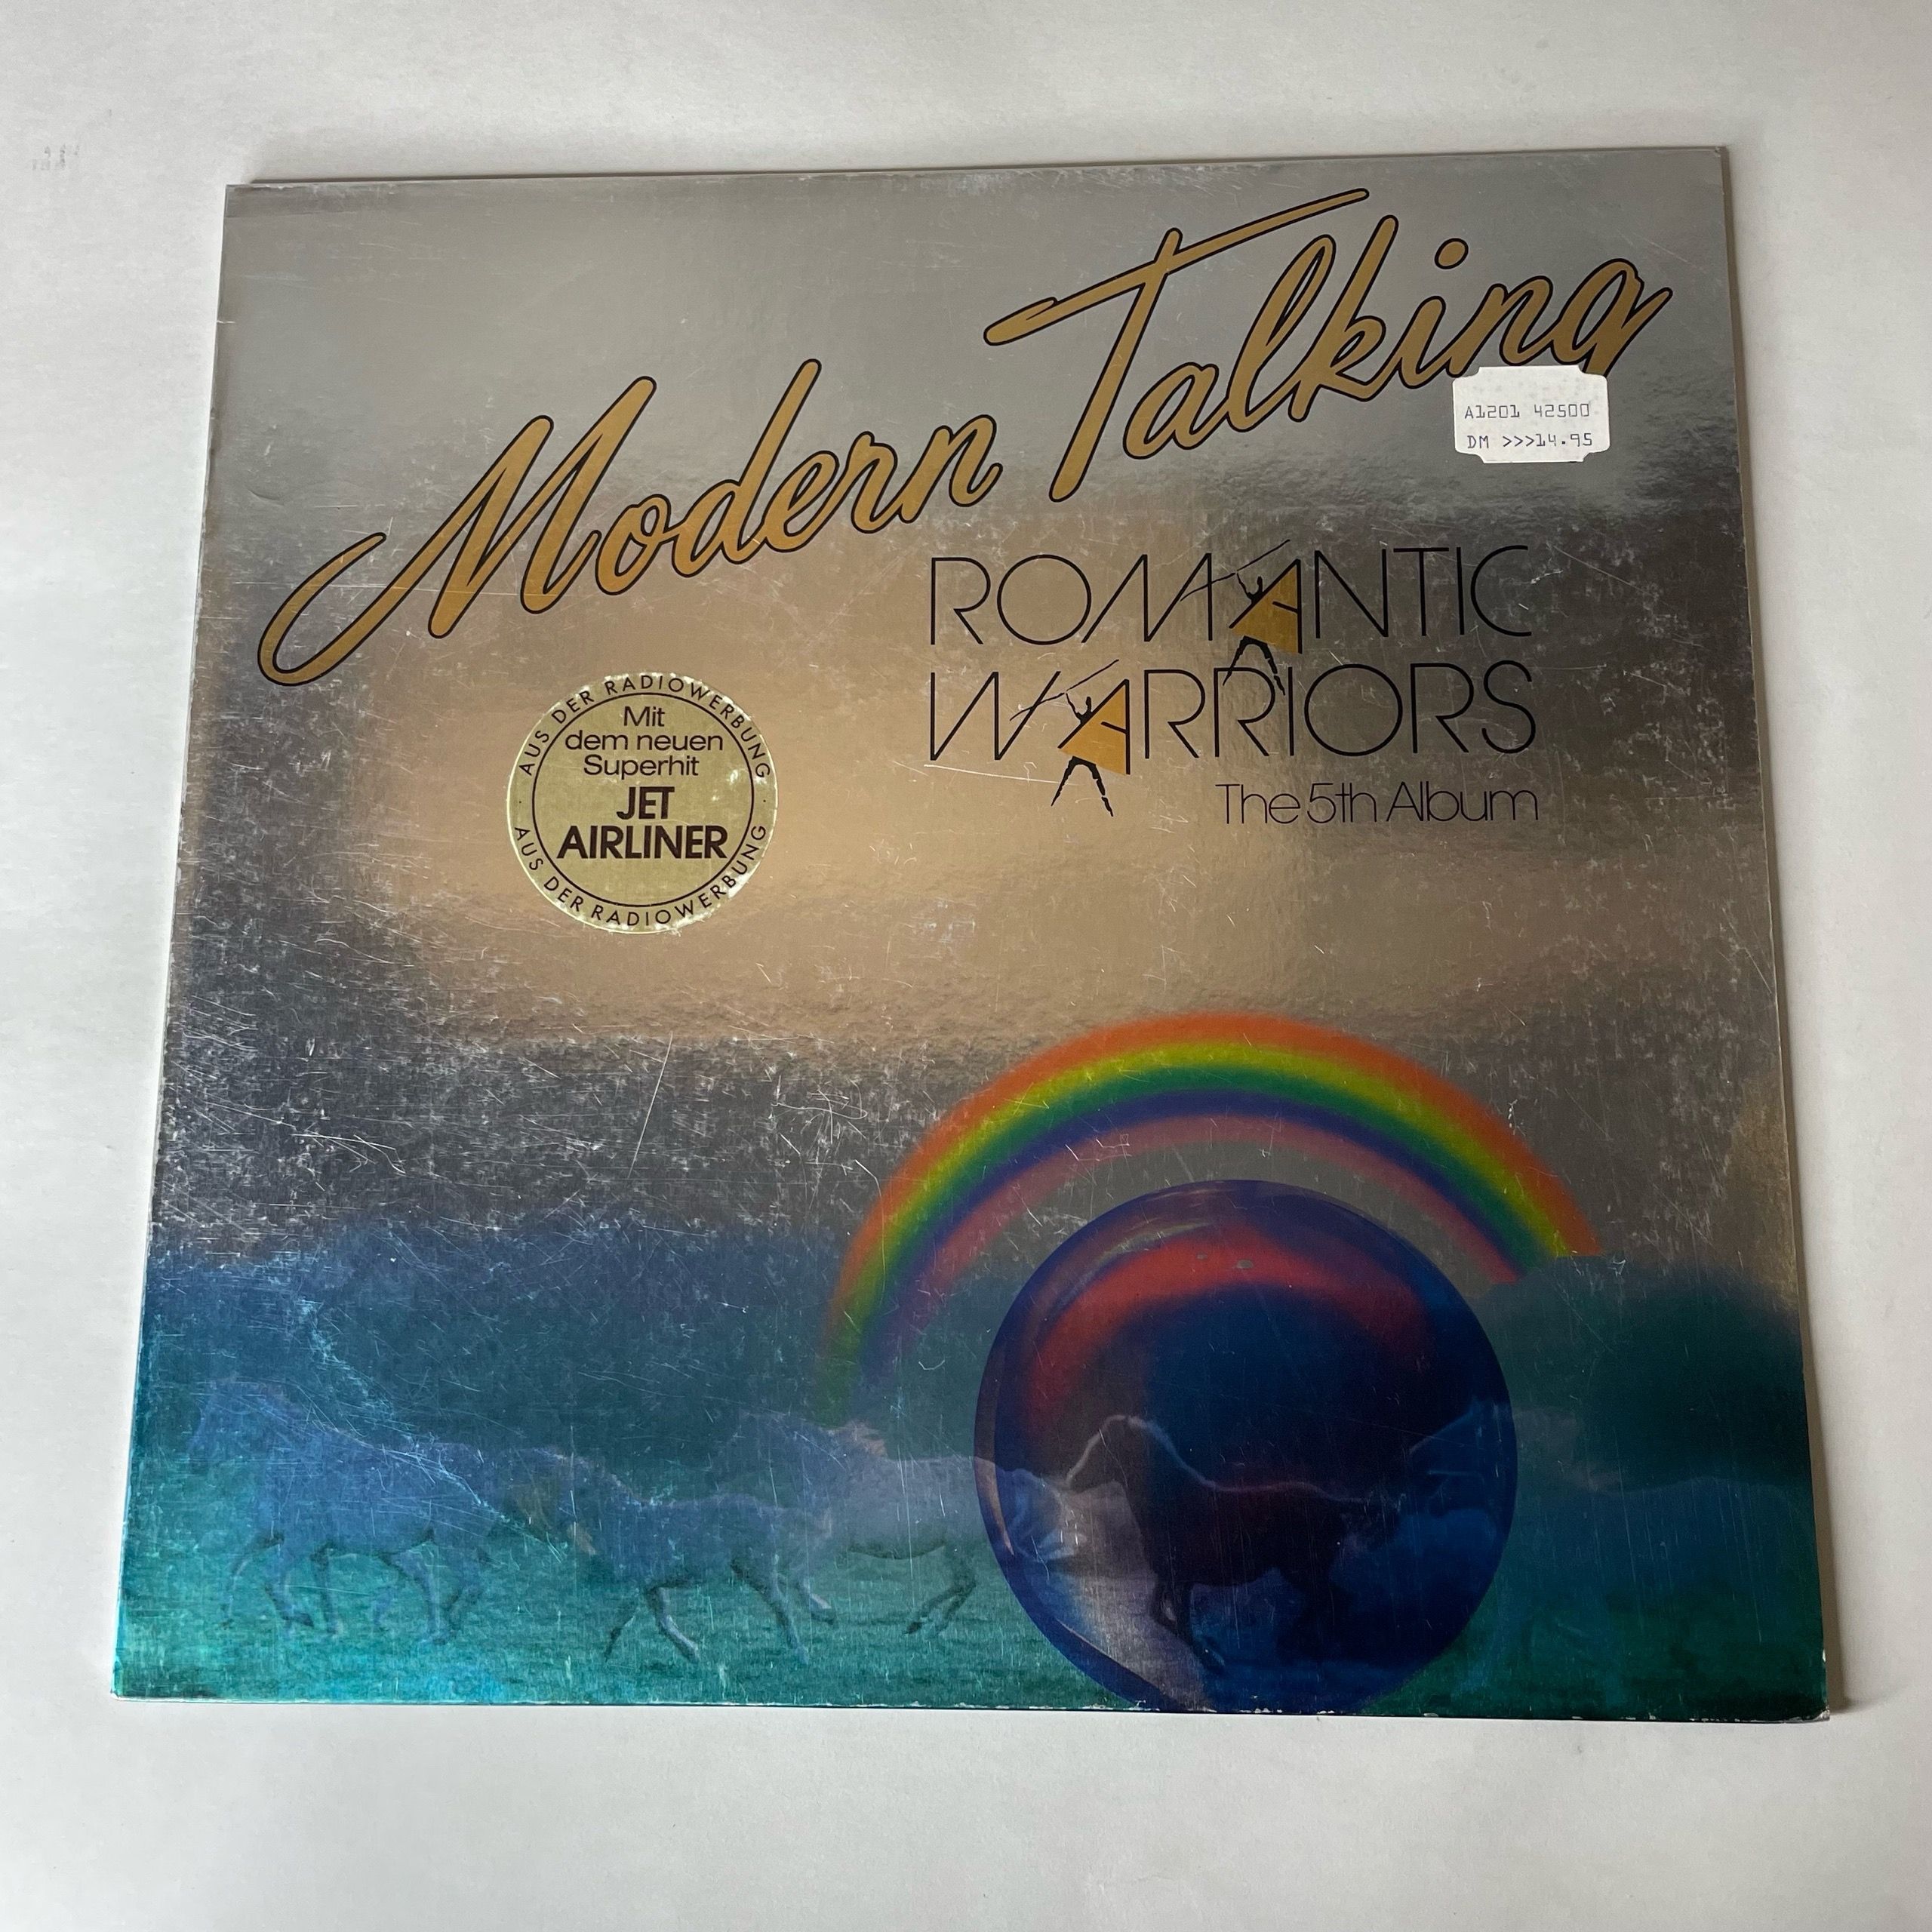 Modern Talking
A1201 42500
DM >>>14.95
ROMANTIC
WARRIORS
The 5th Album
AUS DER RADIOWERBUNG
Mit
dem neuen
Superhit
JET
AIRLINER
AUS DER RADIOWERBUNG